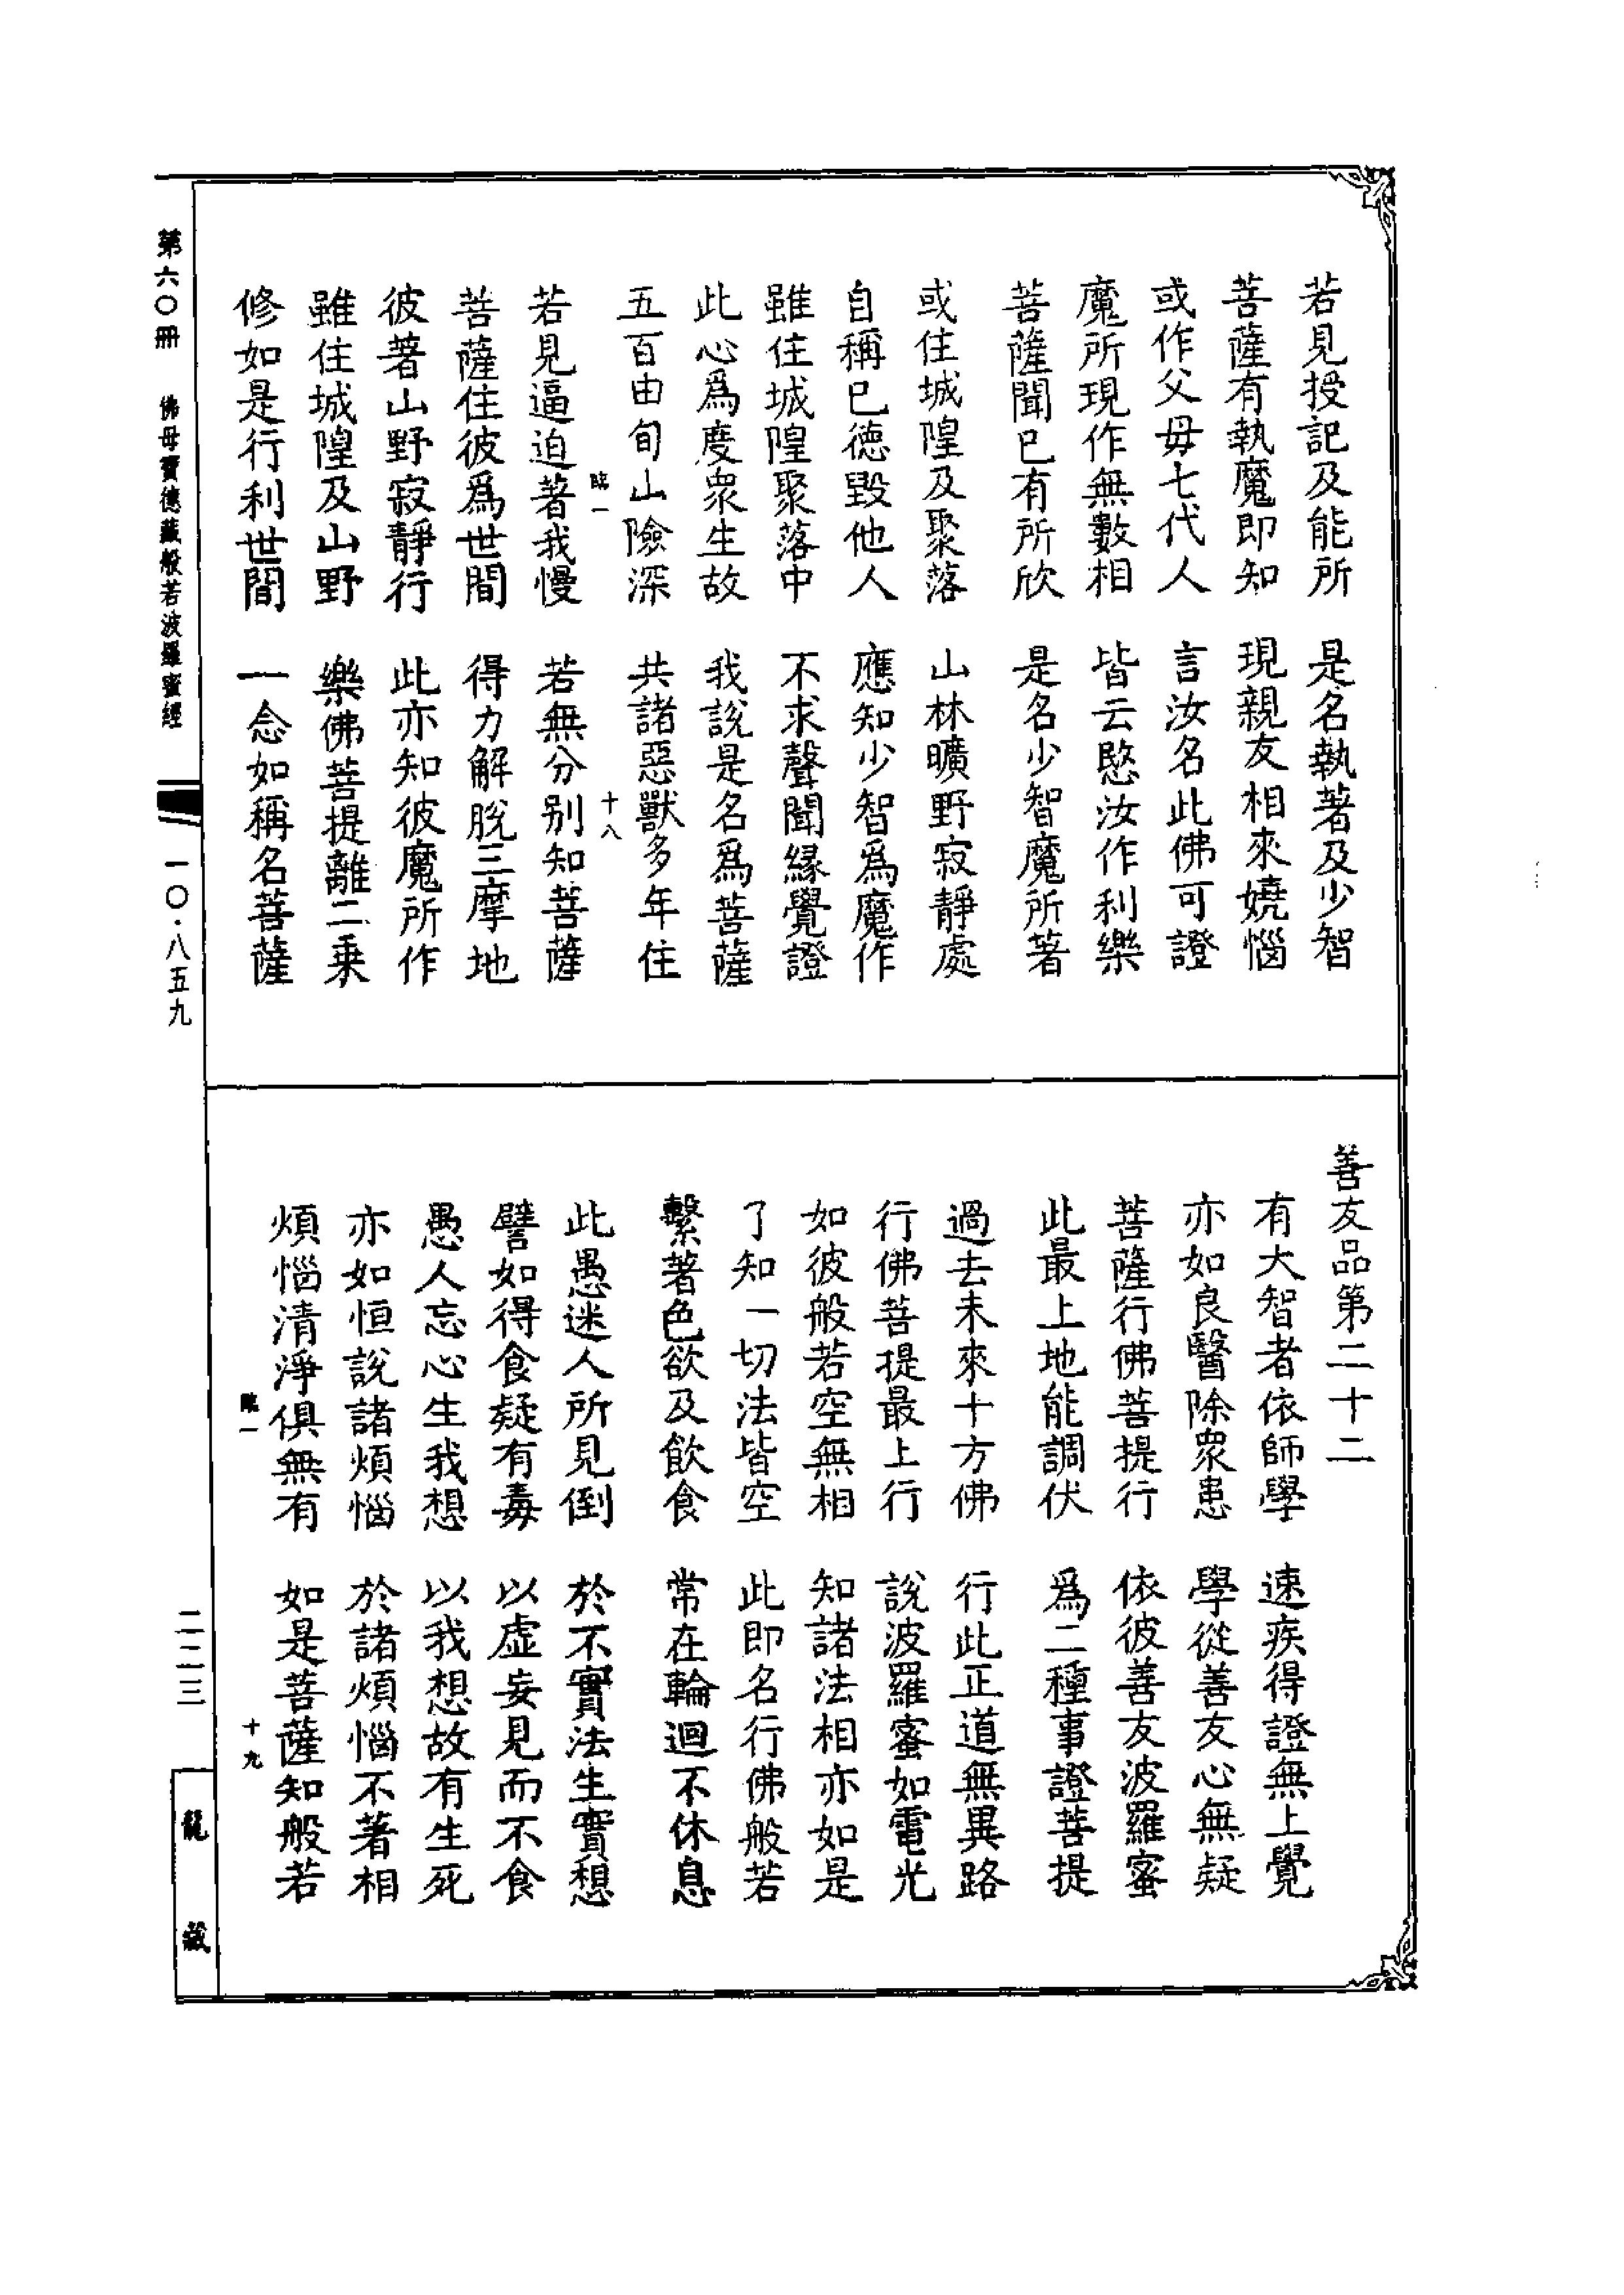 若見授記及能所　是名執著及少智
菩薩有執魔即知　現親友相來嬈惱
或作父母七代人　言汝名此佛可證
魔所現作無數相　皆云愍汝作利樂
菩薩聞已有所欣　是名少智魔所著
或住城隍及聚落　山林曠野寂靜處
自稱已德毀他人　應知少智爲魔作
雖住城隍聚落中　不求聲聞緣覺證
此心爲度衆生故　我說是名爲菩薩
五百由旬山險深　共諸惡獸多年住
臨一　十八
若見逼迫著我慢　若無分别知菩薩
菩薩住彼爲世間　得力解脫三摩地
彼著山野寂靜行　此亦知彼魔所作
雖住城隍及山野　樂佛菩提離二乘
修如是行利世間　一念如稱名菩薩
善友品第二十二
有大智者依師學　速疾得證無上覺
亦如良醫除衆患　學從善友心無疑
菩薩行佛菩提行　依彼善友波羅蜜
此最上地能調伏　爲二種事證菩提
過去未來十方佛　行此正道無異路
行佛菩提最上行　說波羅蜜如電光
如彼般若空無相　知諸法相亦如是
了知一切法皆空　此即名行佛般若
繫著色欲及飲食　常在輪迴不休息
此愚迷人所見倒　於不實法生實想
譬如得食疑有毒　以虛妄見而不食
愚人忘心生我想　以我想故有生死
亦如恒說諸煩惱　於諸煩惱不著相
煩惱清淨俱無有　如是菩薩知般若
臨一　十九
第六〇冊　佛母寶德藏般若波羅蜜經　一〇·八五九　二二三　龍藏